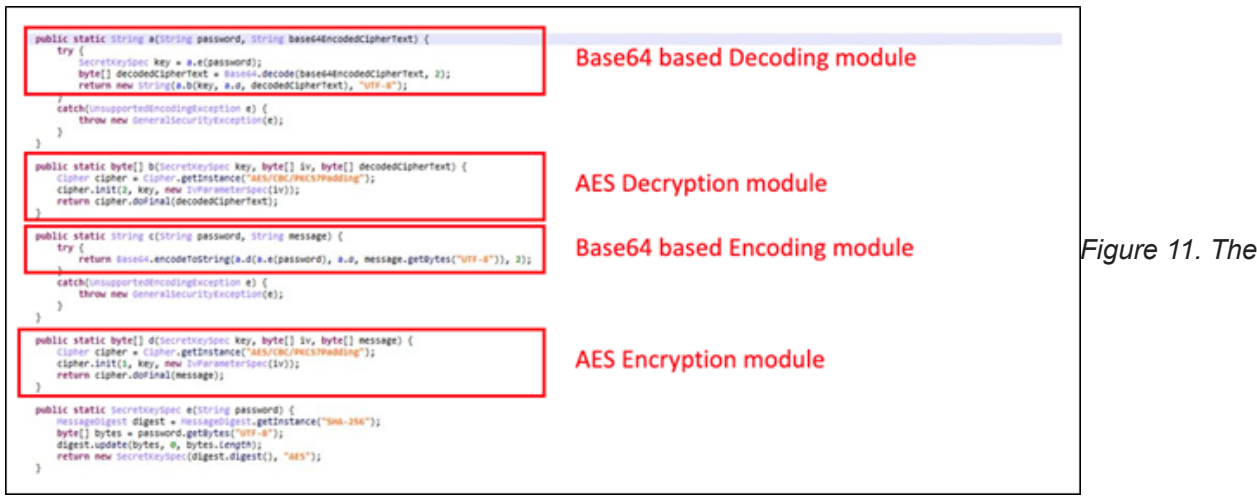 public static String a(String password, String base64EncodedCipherText) {
try {
SecretKeySpec key = a.e(password);
byte[] decodedCipherText = Base64.decode(base64EncodedCipherText, 2);
return new String(a.b(key, a.a, decodedCipherText), "UTF-8");
}
catch(UnsupportedEncodingException e) {
throw new GeneralSecurityException(e);
}
}
Base64 based Decoding module
public static byte[] b(SecretKeySpec key, byte[] iv, byte[] decodedCipherText) {
Cipher cipher = Cipher.getInstance("AES/CBC/PKCS7Padding");
cipher.init(2, key, new IvParameterSpec(iv));
return cipher.doFinal(decodedCipherText);
}
AES Decryption module
public static String c(String password, String message) {
try {
return Base64.encodeToString(a.d(a.e(password), a.a, message.getBytes("UTF-8")), 2);
}
catch(UnsupportedEncodingException e) {
throw new GeneralSecurityException(e);
}
}
Base64 based Encoding module
public static byte[] d(SecretKeySpec key, byte[] iv, byte[] message) {
Cipher cipher = Cipher.getInstance("AES/CBC/PKCS7Padding");
cipher.init(1, key, new IvParameterSpec(iv));
return cipher.doFinal(message);
}
AES Encryption module
public static SecretKeySpec e(String password) {
MessageDigest digest = MessageDigest.getInstance("SHA-256");
byte[] bytes = password.getBytes("UTF-8");
digest.update(bytes, 0, bytes.length);
return new SecretKeySpec(digest.digest(), "AES");
}
Figure 11. The